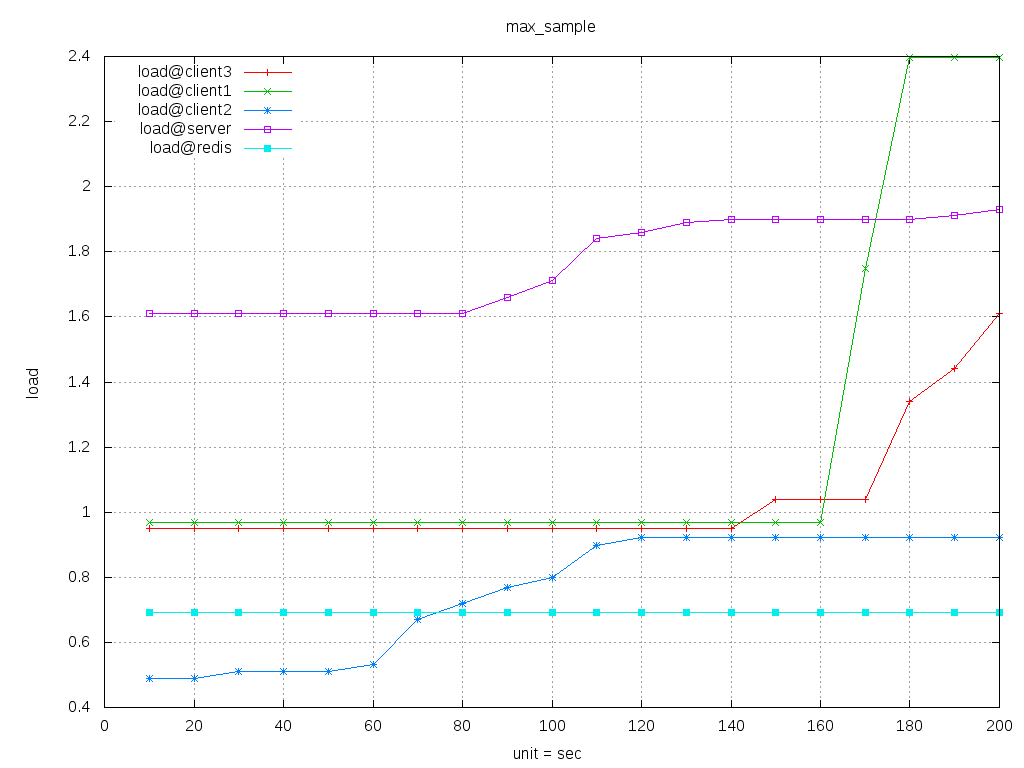 max_sample
load@client3
load@client1
load@client2
load@server
load@redis
2.4
2.2
2
1.8
1.6
1.4
1.2
1
0.8
0.6
0.4
load
0 20 40 60 80 100 120 140 160 180 200
unit = sec